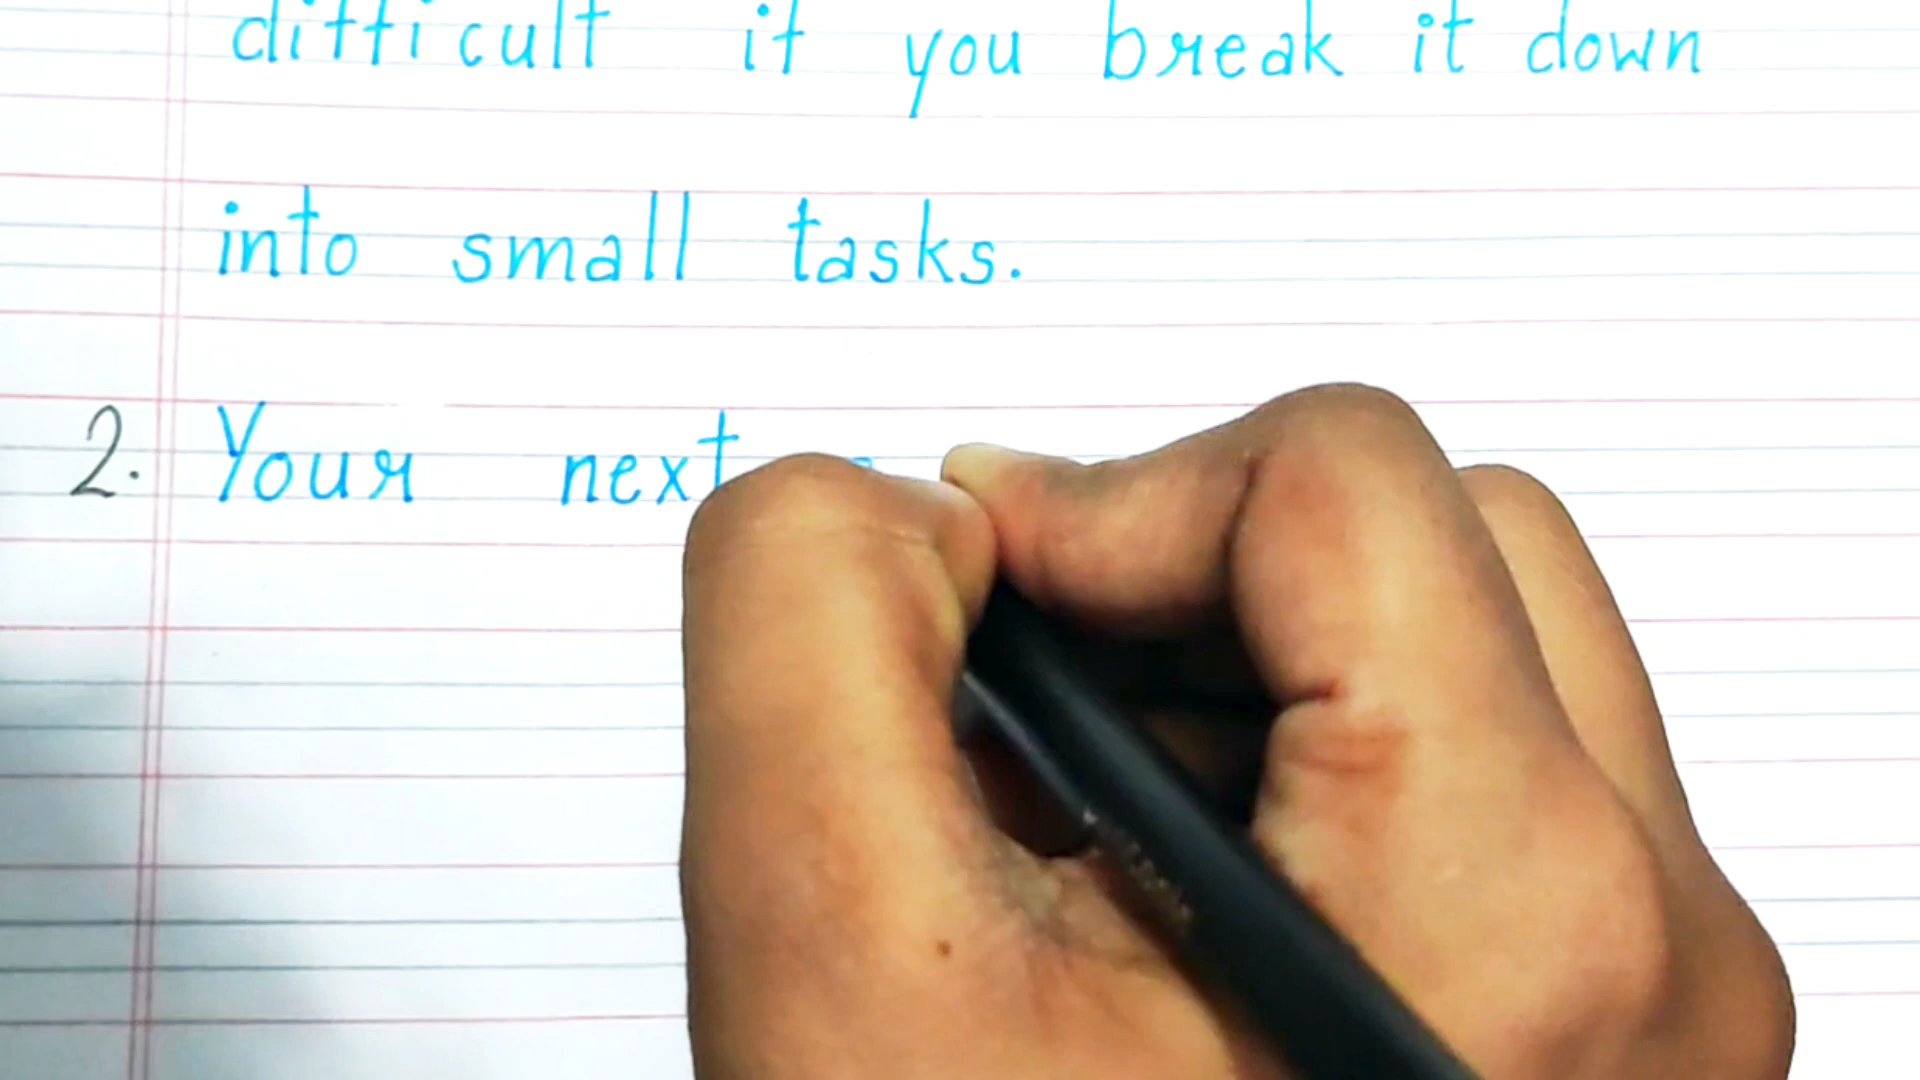 difficult if you break it down
into small tasks.
2. Your next